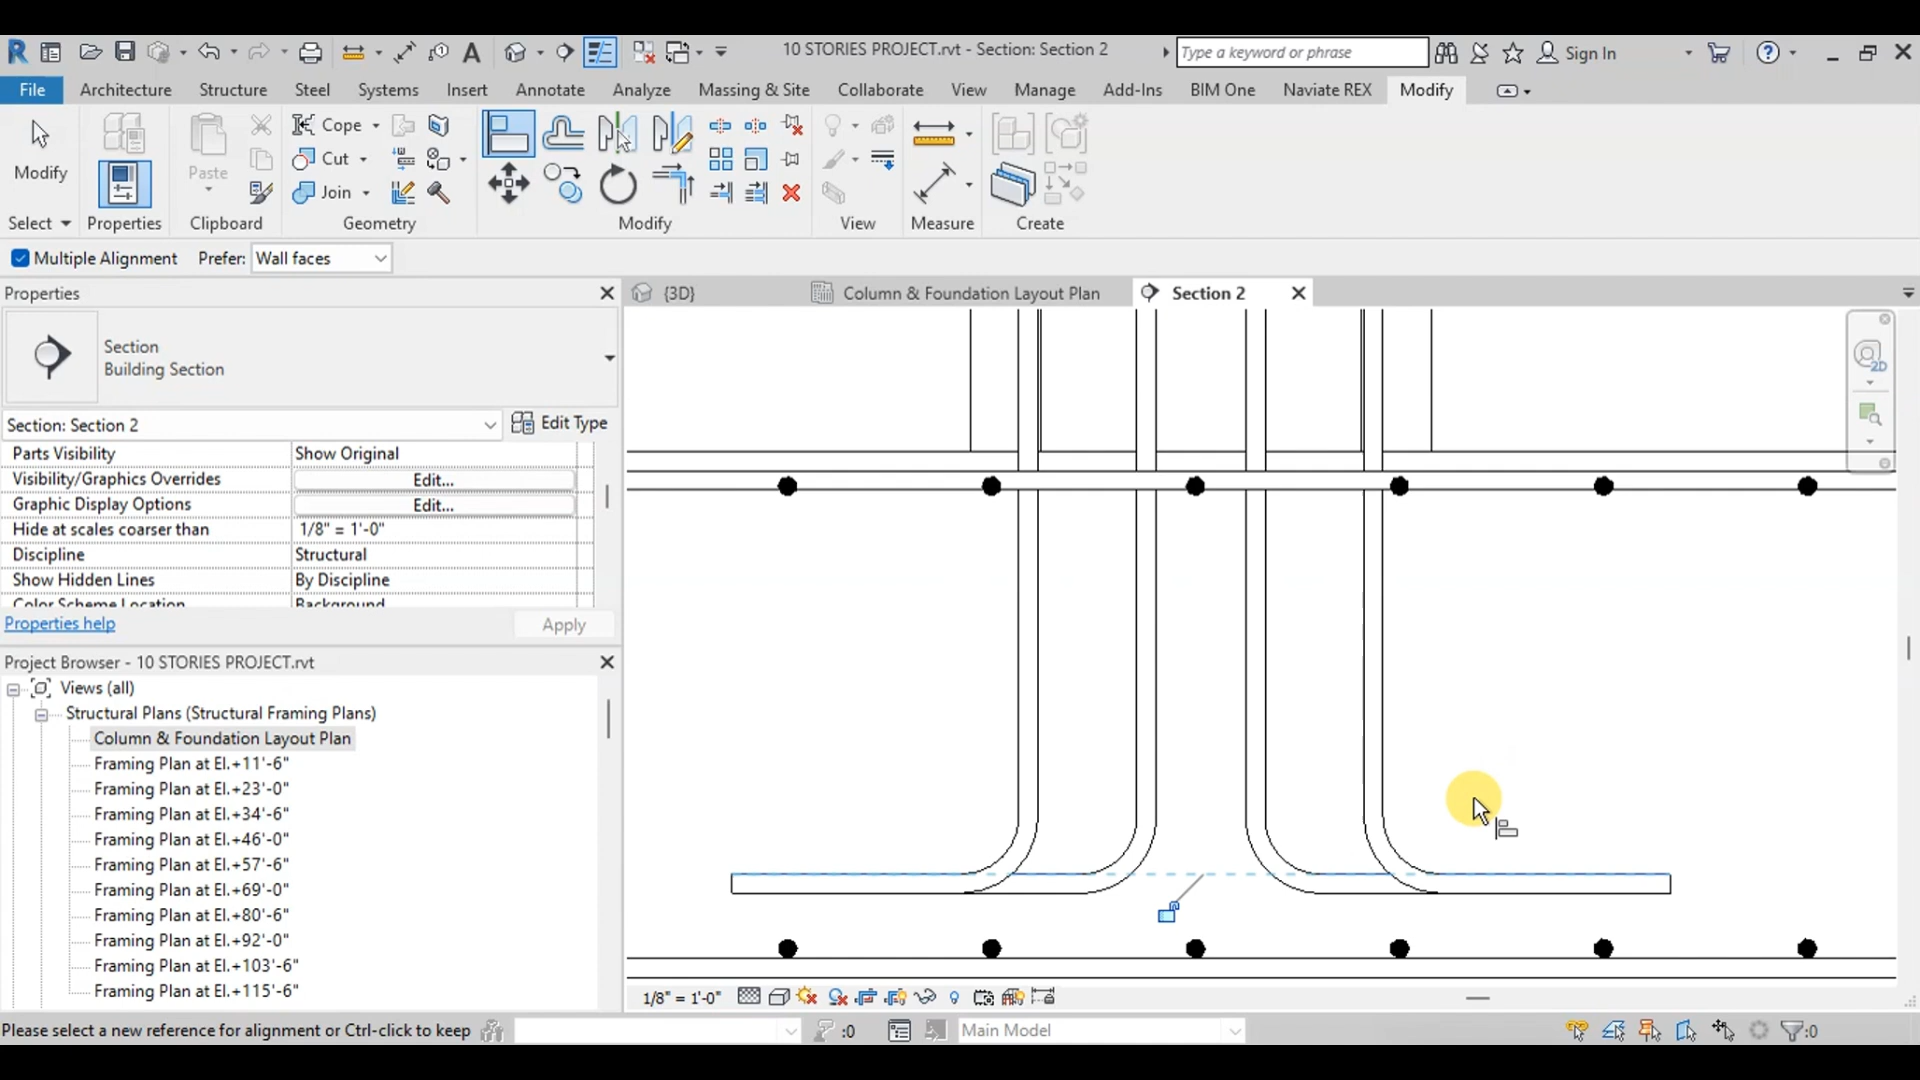 10 STORIES PROJECT.rvt - Section: Section 2
Type a keyword or phrase
Sign In
File Architecture Structure Steel Systems Insert Annotate Analyze Massing & Site Collaborate View Manage Add-Ins BIM One Naviate REX Modify
Modify
Paste
Cope
Cut
Join
Select Properties Clipboard Geometry Modify View Measure Create
Multiple Alignment Prefer: Wall faces
Properties
{3D} Column & Foundation Layout Plan Section 2
Section
Building Section
Section: Section 2 Edit Type
Parts Visibility Show Original
Visibility/Graphics Overrides Edit...
Graphic Display Options Edit...
Hide at scales coarser than 1/8" = 1'-0"
Discipline Structural
Show Hidden Lines By Discipline
Color Scheme Location Background
Properties help Apply
Project Browser - 10 STORIES PROJECT.rvt
Views (all)
Structural Plans (Structural Framing Plans)
Column & Foundation Layout Plan
Framing Plan at El.+11'-6"
Framing Plan at El.+23'-0"
Framing Plan at El.+34'-6"
Framing Plan at El.+46'-0"
Framing Plan at El.+57'-6"
Framing Plan at El.+69'-0"
Framing Plan at El.+80'-6"
Framing Plan at El.+92'-0"
Framing Plan at El.+103'-6"
Framing Plan at El.+115'-6"
2D
1/8" = 1'-0"
Please select a new reference for alignment or Ctrl-click to keep :0 Main Model :0